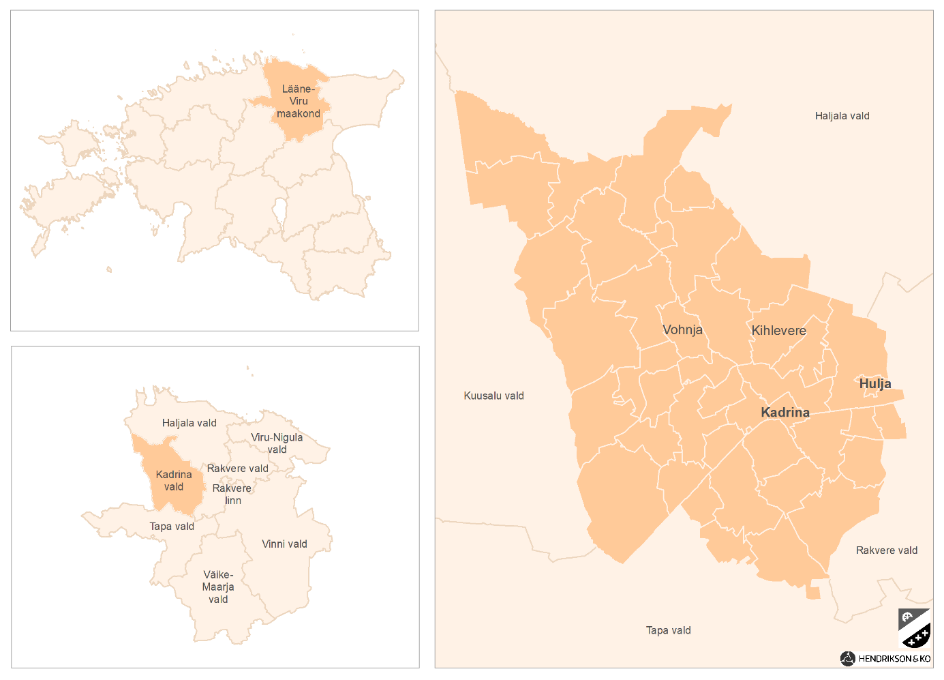 Lääne-
Viru
maakond
Haljala vald
Viru-Nigula
vald
Rakvere vald
Kadrina
vald
Rakvere
linn
Tapa vald
Vinni vald
Väike-
Maarja
vald
Haljala vald
Vohnja
Kihlevere
Hulja
Kuusalu vald
Kadrina
Rakvere vald
Tapa vald
HENDRIKSON & KO